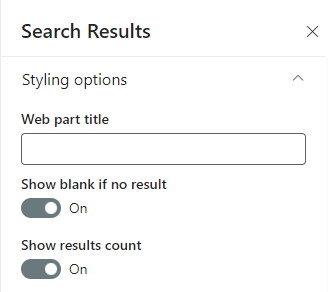 Search Results
Styling options
Web part title
Show blank if no result
On
Show results count
On